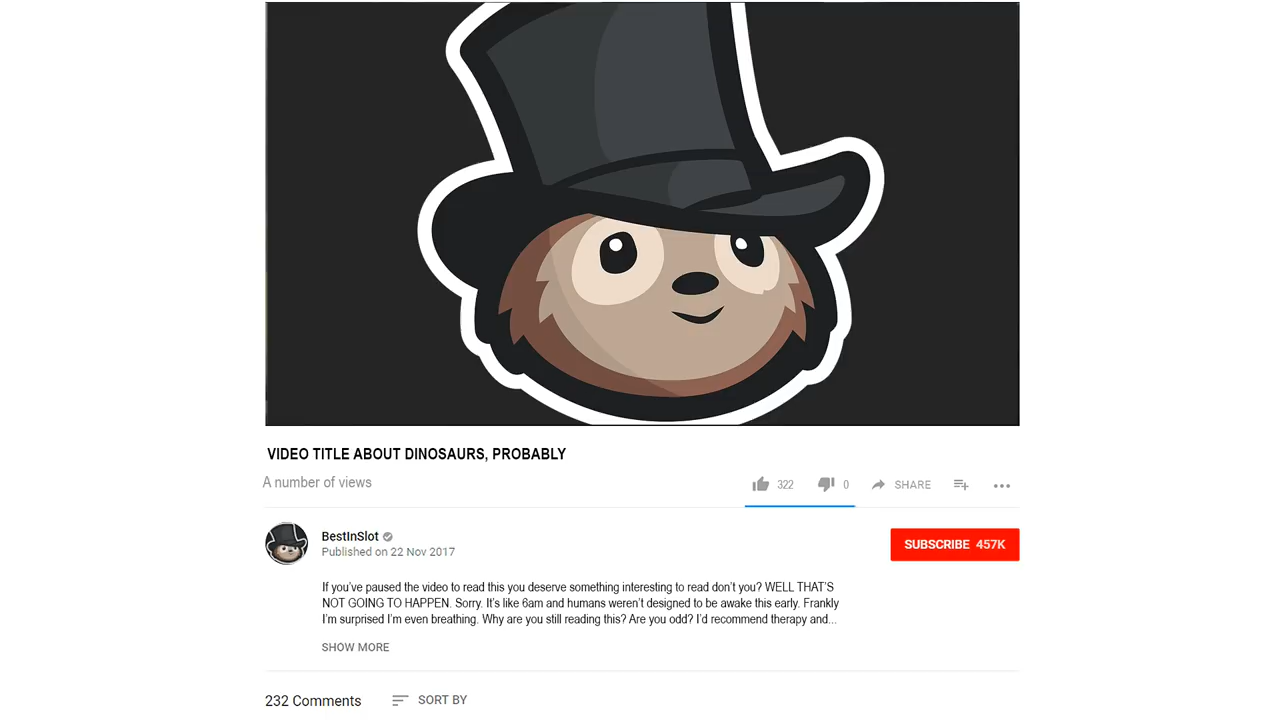 VIDEO TITLE ABOUT DINOSAURS, PROBABLY
A number of views
322 0 SHARE
BestInSlot
SUBSCRIBE 457K
Published on 22 Nov 2017
If you've paused the video to read this you deserve something interesting to read don't you? WELL THAT'S
NOT GOING TO HAPPEN. Sorry. It's like 6am and humans weren't designed to be awake this early. Frankly
I'm surprised I'm even breathing. Why are you still reading this? Are you odd? I'd recommend therapy and...
SHOW MORE
232 Comments SORT BY